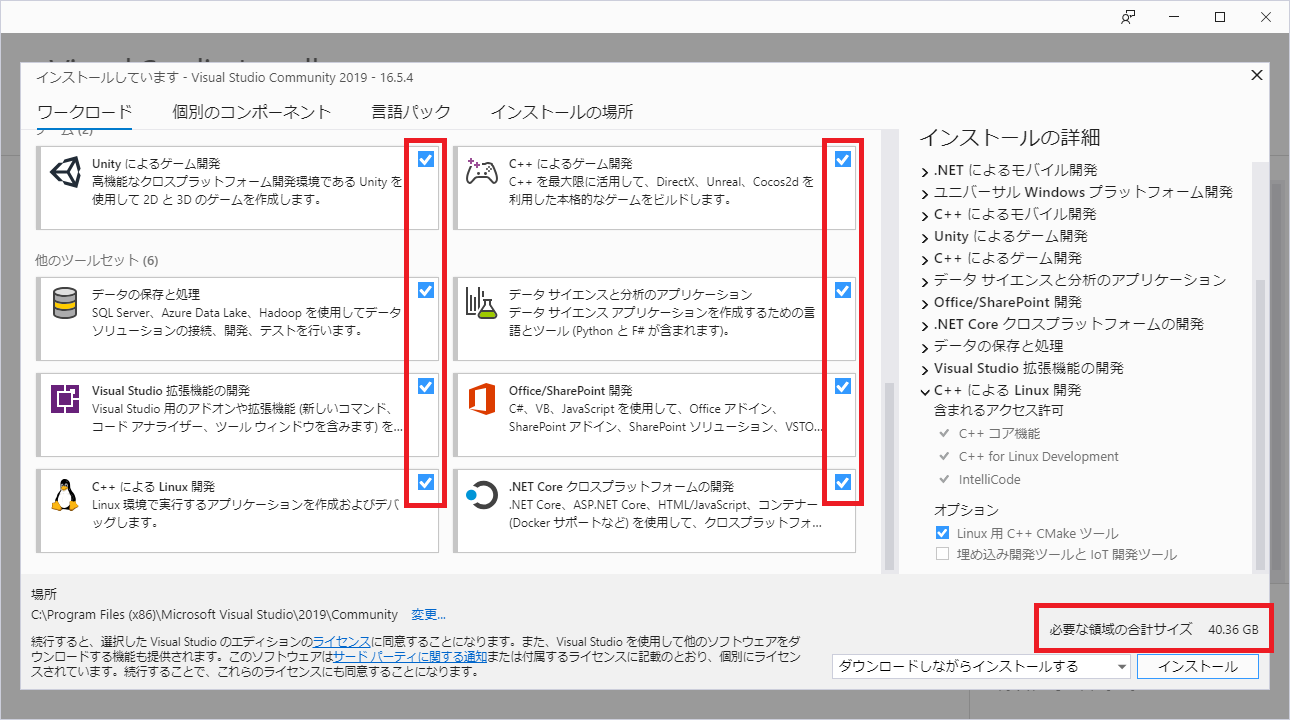 インストールしています - Visual Studio Community 2019 - 16.5.4
ワークロード 個別のコンポーネント 言語パック インストールの場所
ゲーム (2)
Unity によるゲーム開発
高機能なクロスプラットフォーム開発環境である Unity を
使用して 2D と 3D のゲームを作成します。
C++ によるゲーム開発
C++ を最大限に活用して、DirectX、Unreal、Cocos2d を
利用した本格的なゲームをビルドします。
他のツールセット (6)
データの保存と処理
SQL Server、Azure Data Lake、Hadoop を使用してデータ
ソリューションの接続、開発、テストを行います。
データ サイエンスと分析のアプリケーション
データ サイエンス アプリケーションを作成するための言
語とツール (Python と F# が含まれます)。
Visual Studio 拡張機能の開発
Visual Studio 用のアドオンや拡張機能 (新しいコマンド、
コード アナライザー、ツール ウィンドウを含みます) を...
Office/SharePoint 開発
C#、VB、JavaScript を使用して、Office アドイン、
SharePoint アドイン、SharePoint ソリューション、VSTO...
C++ による Linux 開発
Linux 環境で実行するアプリケーションを作成およびデバ
ッグします。
.NET Core クロスプラットフォームの開発
.NET Core、ASP.NET Core、HTML/JavaScript、コンテナー
(Docker サポートなど) を使用して、クロスプラットフォ...
インストールの詳細
.NET によるモバイル開発
ユニバーサル Windows プラットフォーム開発
C++ によるモバイル開発
Unity によるゲーム開発
C++ によるゲーム開発
データ サイエンスと分析のアプリケーション
Office/SharePoint 開発
.NET Core クロスプラットフォームの開発
データの保存と処理
Visual Studio 拡張機能の開発
C++ による Linux 開発
含まれるアクセス許可
C++ コア機能
C++ for Linux Development
IntelliCode
オプション
Linux 用 C++ CMake ツール
埋め込み開発ツールと IoT 開発ツール
場所
C:\Program Files (x86)\Microsoft Visual Studio\2019\Community 変更...
続行すると、選択した Visual Studio のエディションのライセンスに同意することになります。また、Visual Studio を使用して他のソフトウェアをダ
ウンロードする機能も提供されます。このソフトウェアはサード パーティに関する通知または付属するライセンスに記載のとおり、個別にライセン
スされています。続行することで、これらのライセンスにも同意することになります。
必要な領域の合計サイズ 40.36 GB
ダウンロードしながらインストールする インストール